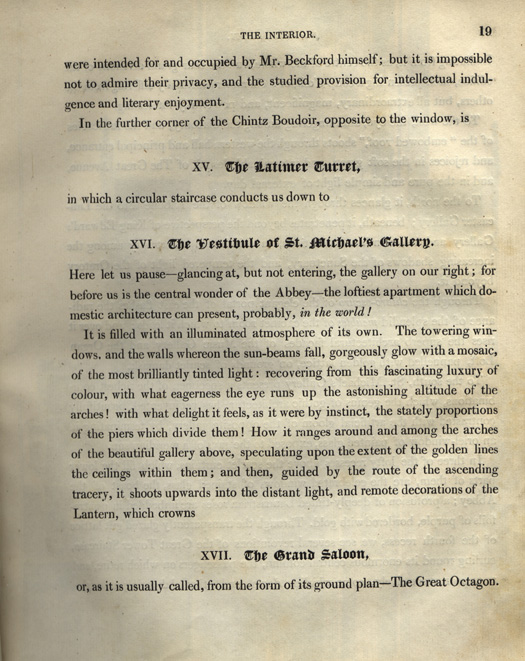 THE INTERIOR.
19
were intended for and occupied by Mr. Beckford himself; but it is impossible
not to admire their privacy, and the studied provision for intellectual indul-
gence and literary enjoyment.
In the further corner of the Chintz Boudoir, opposite to the window, is
XV. The Latimer Turret,
in which a circular staircase conducts us down to
XVI. The Vestibule of St. Michael's Gallery.
Here let us pause—glancing at, but not entering, the gallery on our right; for
before us is the central wonder of the Abbey—the loftiest apartment which do-
mestic architecture can present, probably, in the world!
It is filled with an illuminated atmosphere of its own. The towering win-
dows, and the walls whereon the sun-beams fall, gorgeously glow with a mosaic,
of the most brilliantly tinted light: recovering from this fascinating luxury of
colour, with what eagerness the eye runs up the astonishing altitude of the
arches! with what delight it feels, as it were by instinct, the stately proportions
of the piers which divide them! How it ranges around and among the arches
of the beautiful gallery above, speculating upon the extent of the golden lines
the ceilings within them; and then, guided by the route of the ascending
tracery, it shoots upwards into the distant light, and remote decorations of the
Lantern, which crowns
XVII. The Grand Saloon,
or, as it is usually called, from the form of its ground plan—The Great Octagon.